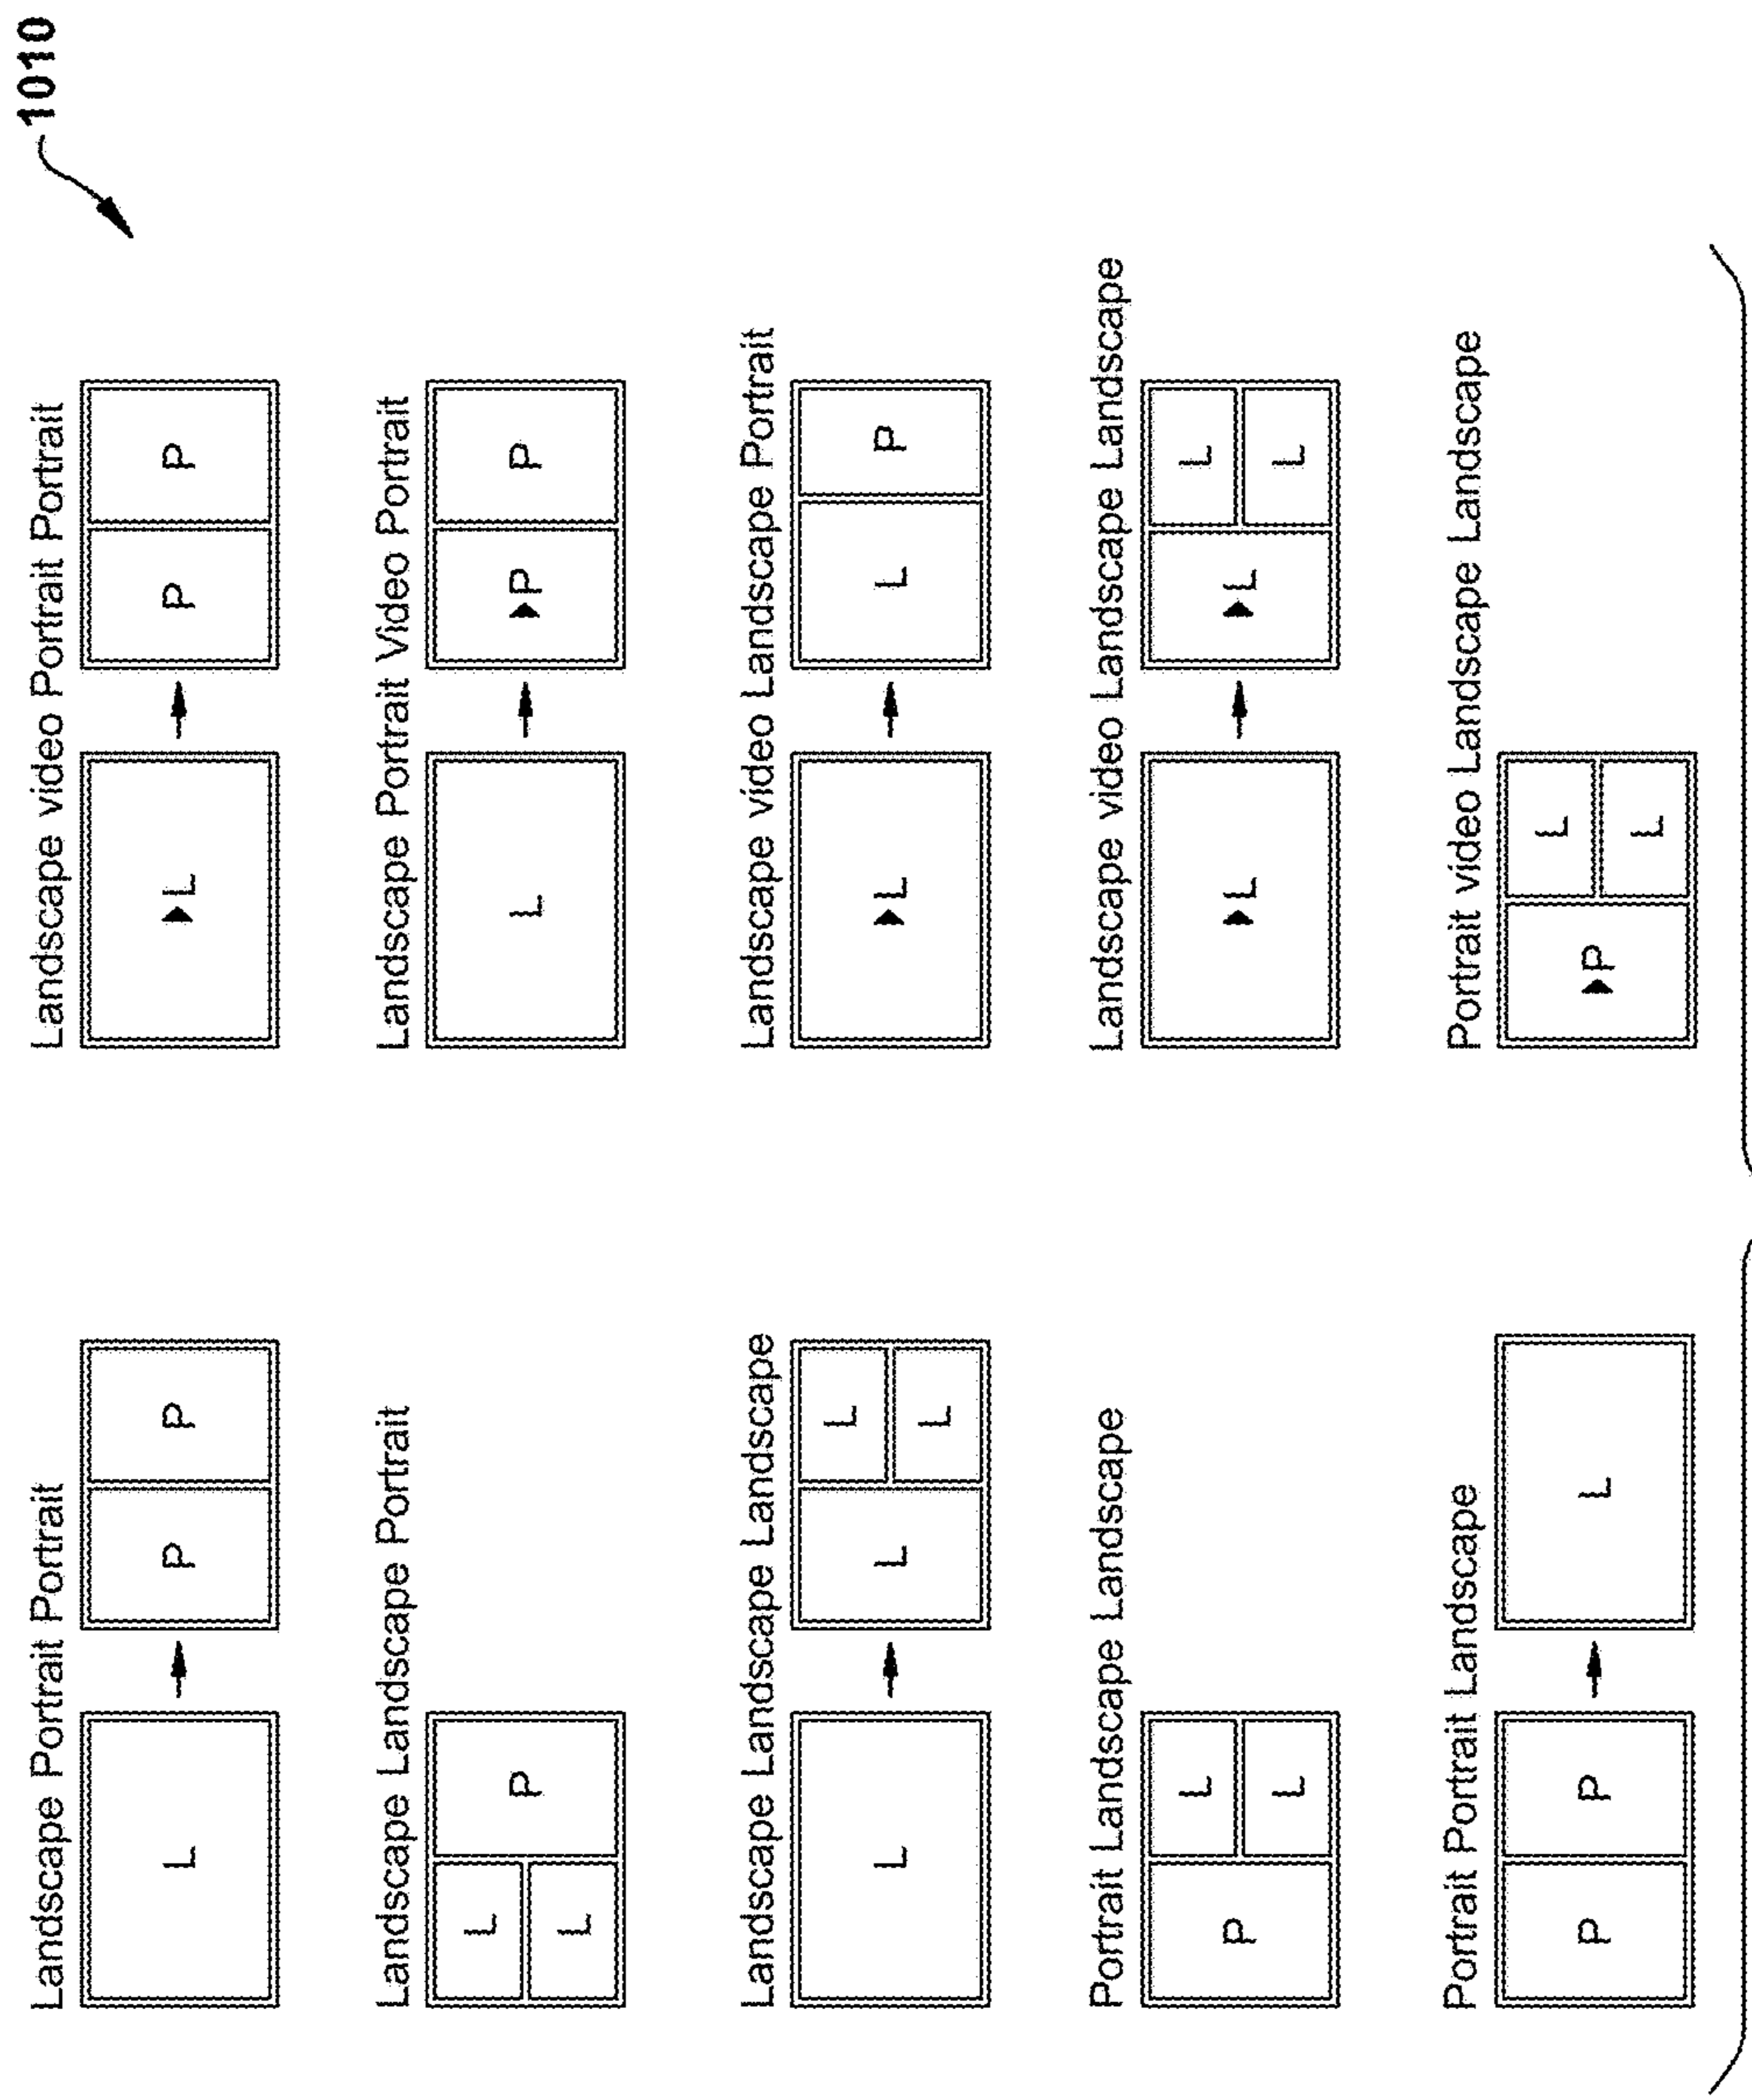 1010
Landscape Portrait Portrait
L P P
Landscape Landscape Portrait
L
L
P
Landscape Landscape Landscape
L L
L
L
Portrait Landscape Landscape
P
L
L
Portrait Portrait Landscape
P P L
Landscape video Portrait Portrait
▶L P P
Landscape Portrait Video Portrait
L ▶P P
Landscape video Landscape Portrait
▶L L P
Landscape video Landscape Landscape
▶L ▶L
L
L
Portrait video Landscape Landscape
▶P
L
L